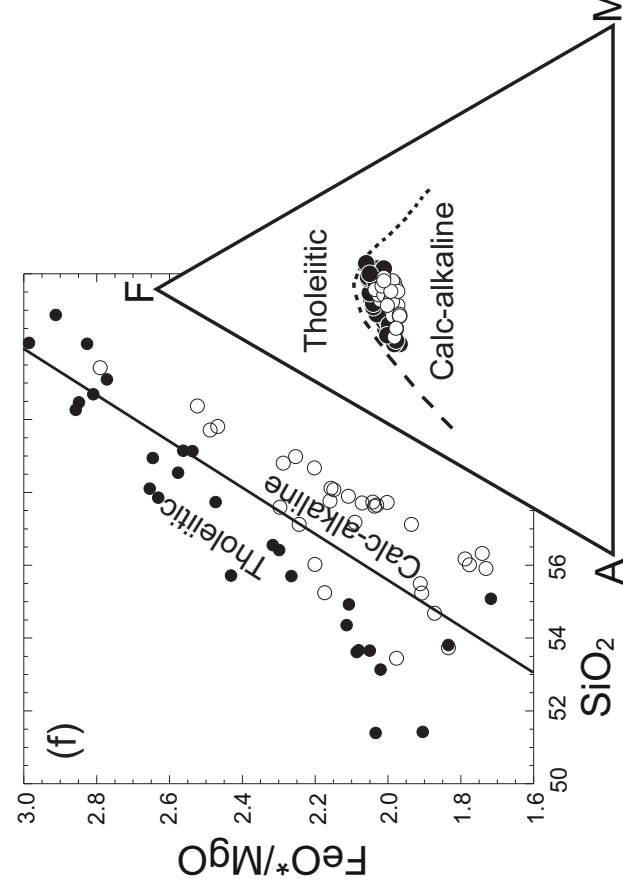 (f)
FeO*/MgO
3.0
2.8
2.6
2.4
2.2
2.0
1.8
1.6
50
52
54
56
SiO₂
Tholeiitic
Calc-alkaline
F
Tholeiitic
Calc-alkaline
A
M